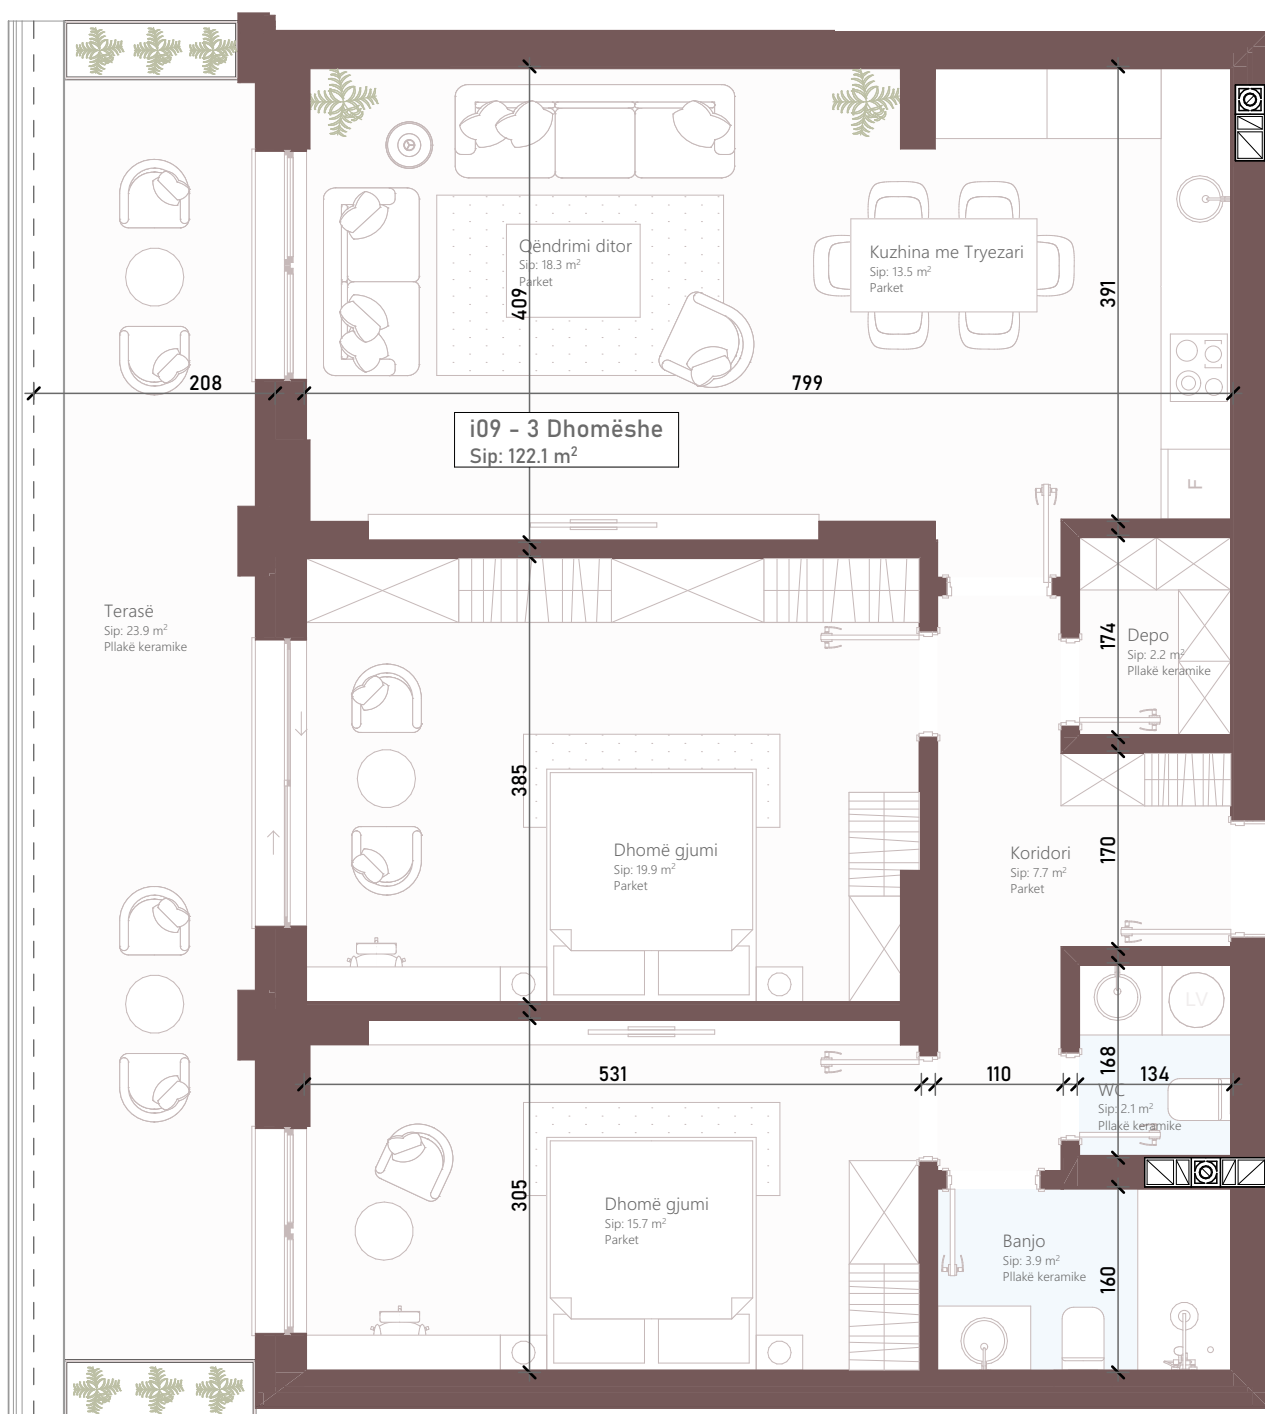 Qëndrimi ditor
Sip: 18.3 m²
Parket
409
Kuzhina me Tryezari
Sip: 13.5 m²
Parket
391
208
799
i09 - 3 Dhomëshe
Sip: 122.1 m²
F
Terasë
Sip: 23.9 m²
Pllakë keramike
174
Depo
Sip: 2.2 m²
Pllakë keramike
385
Dhomë gjumi
Sip: 19.9 m²
Parket
Koridori
Sip: 7.7 m²
Parket
170
LV
168
531
110
134
WC
Sip: 2.1 m²
Pllakë keramike
305
Dhomë gjumi
Sip: 15.7 m²
Parket
Banjo
Sip: 3.9 m²
Pllakë keramike
160